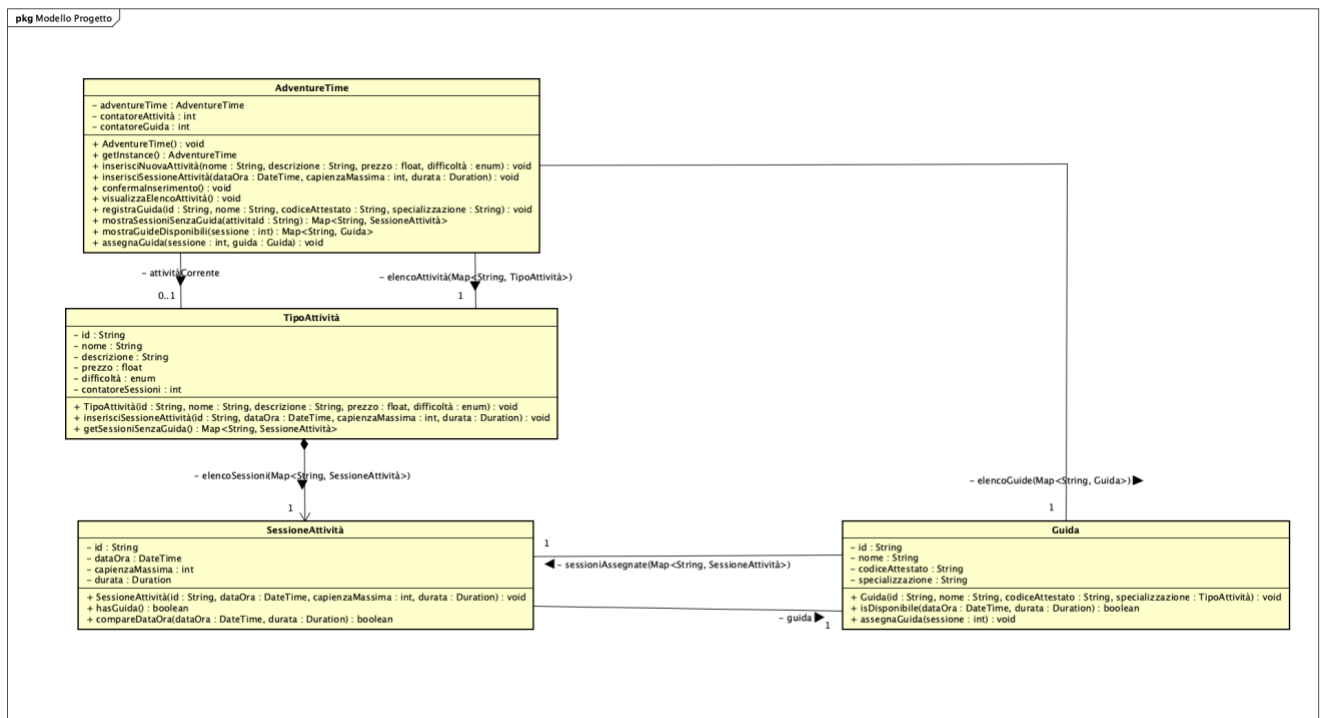 pkg Modello Progetto
AdventureTime
– adventureTime : AdventureTime
– contatoreAttività : int
– contatoreGuida : int
+ AdventureTime() : void
+ getInstance() : AdventureTime
+ inserisciNuovaAttività(nome : String, descrizione : String, prezzo : float, difficoltà : enum) : void
+ inserisciSessioneAttività(dataOra : DateTime, capienzaMassima : int, durata : Duration) : void
+ confermaInserimento() : void
+ visualizzaElencoAttività() : void
+ registraGuida(id : String, nome : String, codiceAttestato : String, specializzazione : String) : void
+ mostraSessioniSenzaGuida(attivitaId : String) : Map<String, SessioneAttività>
+ mostraGuideDisponibili(sessione : int) : Map<String, Guida>
+ assegnaGuida(sessione : int, guida : Guida) : void
– attivitàCorrente
– elencoAttività(Map<String, TipoAttività>)
0..1
1
TipoAttività
– id : String
– nome : String
– descrizione : String
– prezzo : float
– difficoltà : enum
– contatoreSessioni : int
+ TipoAttività(id : String, nome : String, descrizione : String, prezzo : float, difficoltà : enum) : void
+ inserisciSessioneAttività(id : String, dataOra : DateTime, capienzaMassima : int, durata : Duration) : void
+ getSessioniSenzaGuida() : Map<String, SessioneAttività>
– elencoSessioni(Map<String, SessioneAttività>)
1
– elencoGuide(Map<String, Guida>)
1
SessioneAttività
– id : String
– dataOra : DateTime
– capienzaMassima : int
– durata : Duration
+ SessioneAttività(id : String, dataOra : DateTime, capienzaMassima : int, durata : Duration) : void
+ hasGuida() : boolean
+ compareDataOra(dataOra : DateTime, durata : Duration) : boolean
1
– sessioniAssegnate(Map<String, SessioneAttività>)
– guida
1
Guida
– id : String
– nome : String
– codiceAttestato : String
– specializzazione : String
+ Guida(id : String, nome : String, codiceAttestato : String, specializzazione : TipoAttività) : void
+ isDisponibile(dataOra : DateTime, durata : Duration) : boolean
+ assegnaGuida(sessione : int) : void